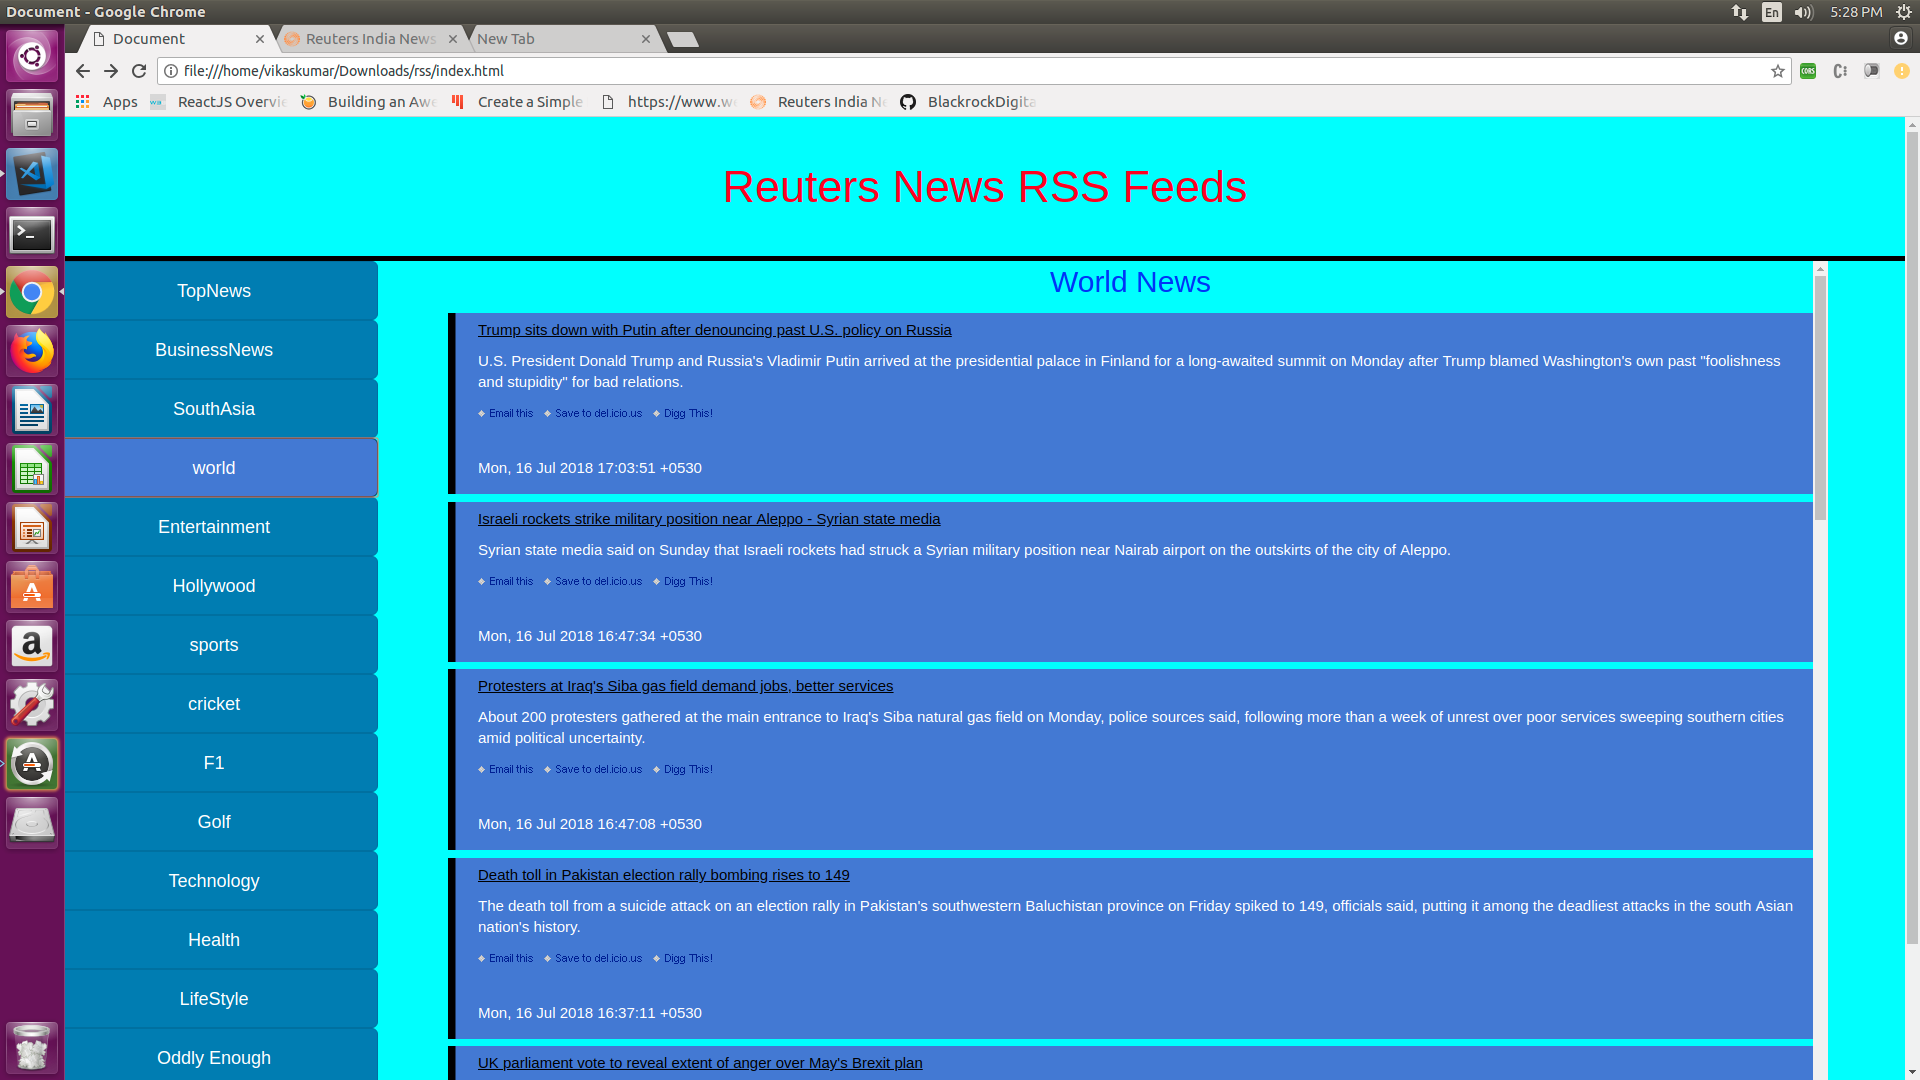 Document - Google Chrome
En
5:28 PM
Document
Reuters India News
New Tab
file:///home/vikaskumar/Downloads/rss/index.html
CORS
Apps
ReactJS Overvie
Building an Awe
Create a Simple
https://www.we
Reuters India Ne
BlackrockDigita
Reuters News RSS Feeds
TopNews
BusinessNews
SouthAsia
world
Entertainment
Hollywood
sports
cricket
F1
Golf
Technology
Health
LifeStyle
Oddly Enough
World News
Trump sits down with Putin after denouncing past U.S. policy on Russia
U.S. President Donald Trump and Russia's Vladimir Putin arrived at the presidential palace in Finland for a long-awaited summit on Monday after Trump blamed Washington's own past "foolishness
and stupidity" for bad relations.
Email this Save to del.icio.us Digg This!
Mon, 16 Jul 2018 17:03:51 +0530
Israeli rockets strike military position near Aleppo - Syrian state media
Syrian state media said on Sunday that Israeli rockets had struck a Syrian military position near Nairab airport on the outskirts of the city of Aleppo.
Email this Save to del.icio.us Digg This!
Mon, 16 Jul 2018 16:47:34 +0530
Protesters at Iraq's Siba gas field demand jobs, better services
About 200 protesters gathered at the main entrance to Iraq's Siba natural gas field on Monday, police sources said, following more than a week of unrest over poor services sweeping southern cities
amid political uncertainty.
Email this Save to del.icio.us Digg This!
Mon, 16 Jul 2018 16:47:08 +0530
Death toll in Pakistan election rally bombing rises to 149
The death toll from a suicide attack on an election rally in Pakistan's southwestern Baluchistan province on Friday spiked to 149, officials said, putting it among the deadliest attacks in the south Asian
nation's history.
Email this Save to del.icio.us Digg This!
Mon, 16 Jul 2018 16:37:11 +0530
UK parliament vote to reveal extent of anger over May's Brexit plan